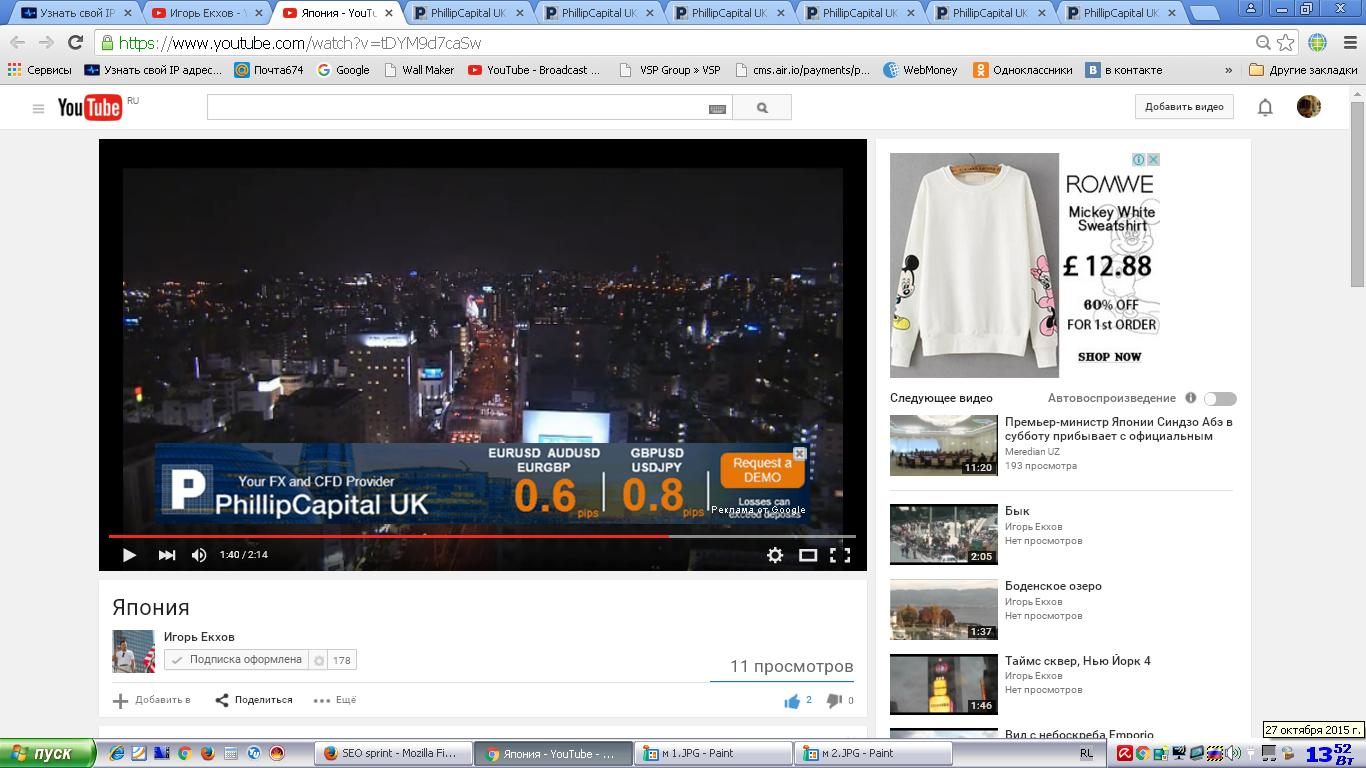 Узнать свой IP
Игорь Екхов - Y
Япония - YouTu
PhillipCapital UK
PhillipCapital UK
PhillipCapital UK
PhillipCapital UK
PhillipCapital UK
PhillipCapital UK
https://www.youtube.com/watch?v=tDYM9d7caSw
Сервисы
Узнать свой IP адрес...
Почта674
Google
Wall Maker
YouTube - Broadcast ...
VSP Group » VSP
cms.air.io/payments/p...
WebMoney
Одноклассники
в контакте
»
Другие закладки
YouTube RU
Добавить видео
ROMWE
Mickey White
Sweatshirt
£ 12.88
60% OFF
FOR 1st ORDER
SHOP NOW
Your FX and CFD Provider
PhillipCapital UK
EURUSD AUDUSD
EURGBP
0.6 pips
GBPUSD
USDJPY
0.8 pips
Request a
DEMO
Losses can
exceed deposits
Реклама от Google
1:40 / 2:14
Следующее видео
Автовоспроизведение
Премьер-министр Японии Синдзо Абэ в
субботу прибывает с официальным
Meredian UZ
193 просмотра
11:20
Бык
Игорь Екхов
Нет просмотров
2:05
Боденское озеро
Игорь Екхов
Нет просмотров
1:37
Таймс сквер, Нью Йорк 4
Игорь Екхов
Нет просмотров
1:46
Вид с небоскреба Emporio
Япония
Игорь Екхов
Подписка оформлена
178
11 просмотров
Добавить в
Поделиться
Ещё
2
0
27 октября 2015 г.
пуск
SEO sprint - Mozilla Fi...
Япония - YouTube - ...
м 1.JPG - Paint
м 2.JPG - Paint
RU
13 52
Вт